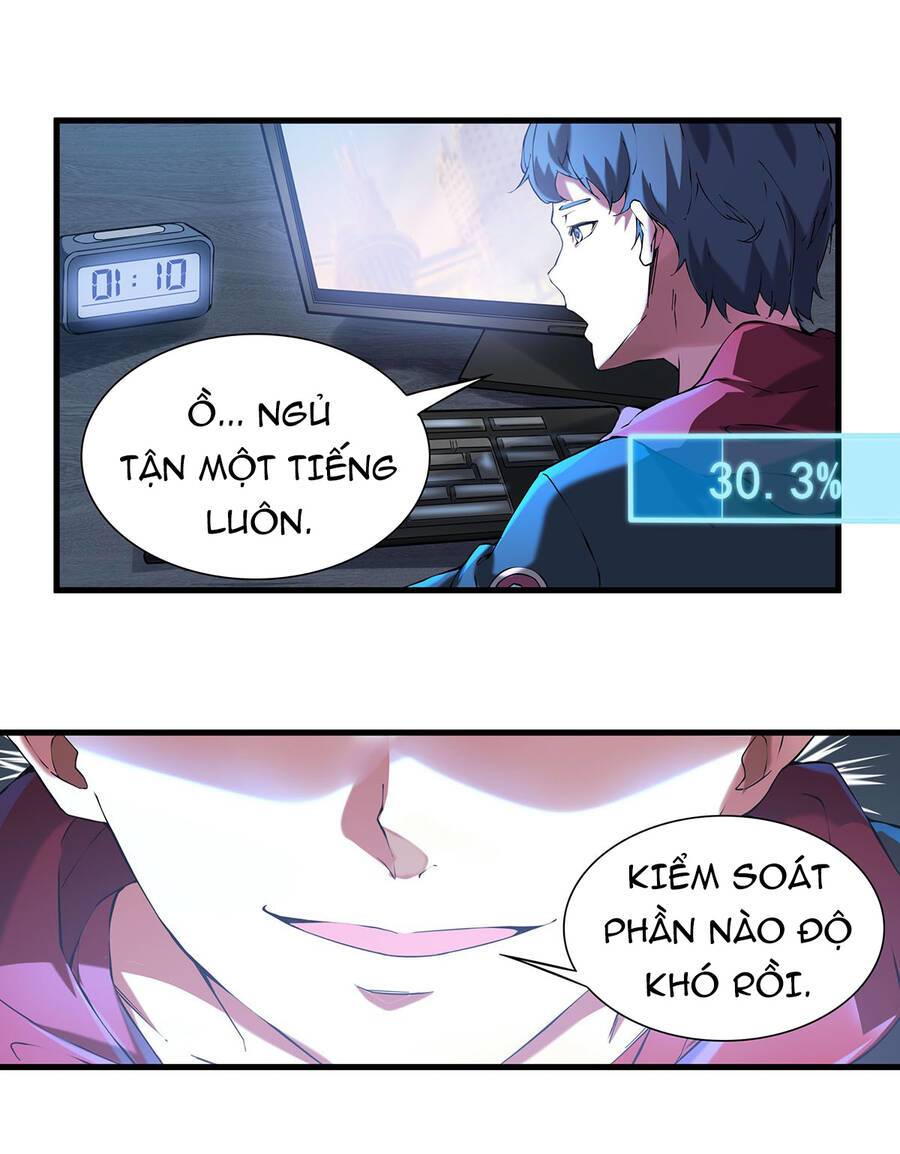 01:10
Ồ... NGỦ
TẬN MỘT TIẾNG
LUÔN.
30.3%
KIỂM SOÁT
PHẦN NÀO ĐỘ
KHÓ RỒI.